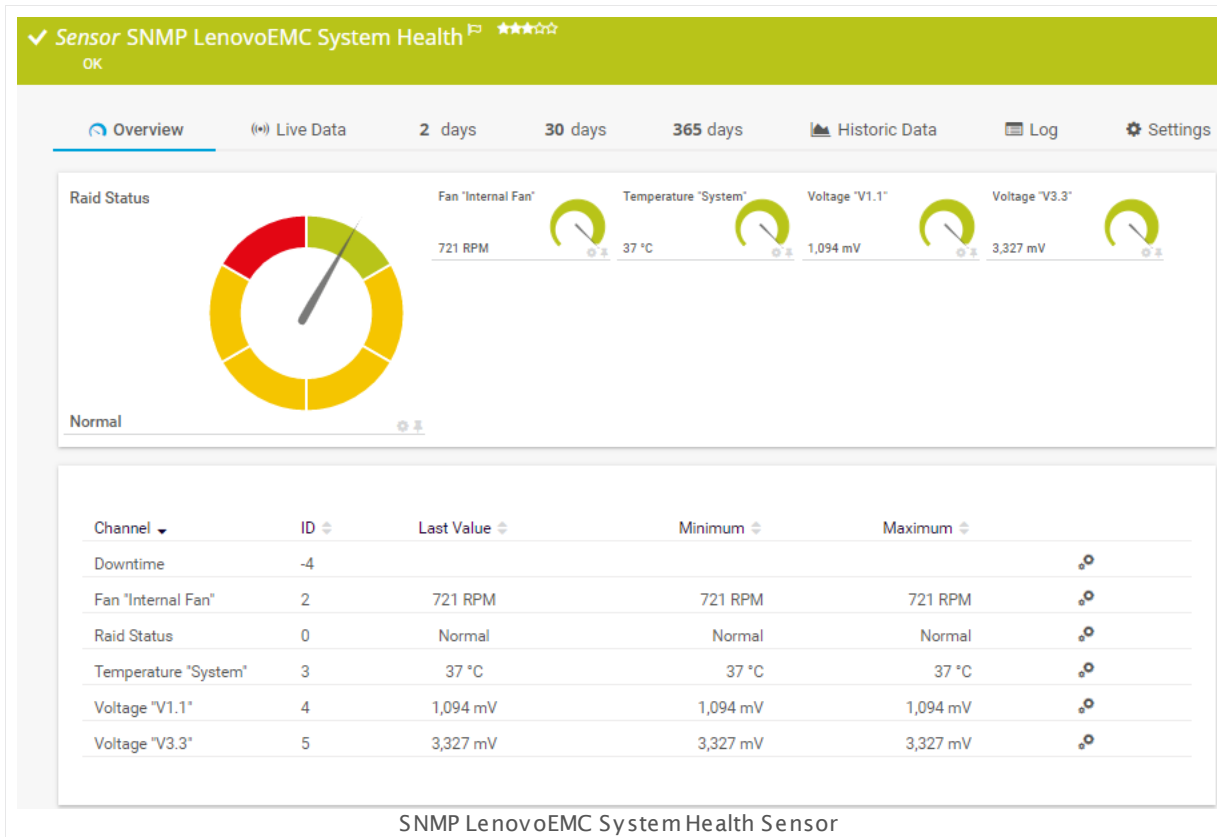 Sensor SNMP LenovoEMC System Health
OK
Overview Live Data 2 days 30 days 365 days Historic Data Log Settings
Raid Status
Normal
Fan "Internal Fan"
721 RPM
Temperature "System"
37 °C
Voltage "V1.1"
1,094 mV
Voltage "V3.3"
3,327 mV
Channel ID Last Value Minimum Maximum
Downtime -4
Fan "Internal Fan" 2 721 RPM 721 RPM 721 RPM
Raid Status 0 Normal Normal Normal
Temperature "System" 3 37 °C 37 °C 37 °C
Voltage "V1.1" 4 1,094 mV 1,094 mV 1,094 mV
Voltage "V3.3" 5 3,327 mV 3,327 mV 3,327 mV
SNMP LenovoEMC System Health Sensor